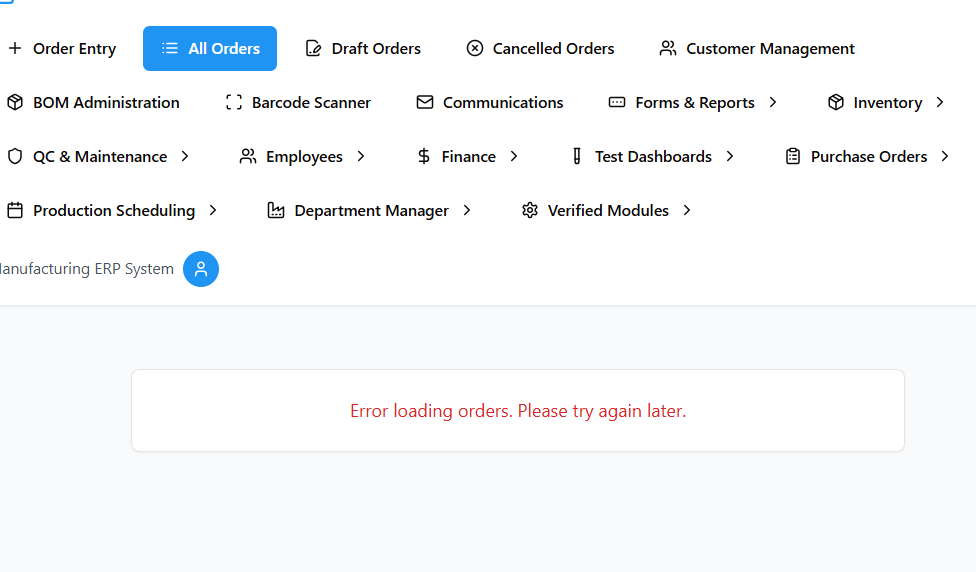 Order Entry All Orders Draft Orders Cancelled Orders Customer Management
BOM Administration Barcode Scanner Communications Forms & Reports Inventory
QC & Maintenance Employees Finance Test Dashboards Purchase Orders
Production Scheduling Department Manager Verified Modules
ERP System
Error loading orders. Please try again later.